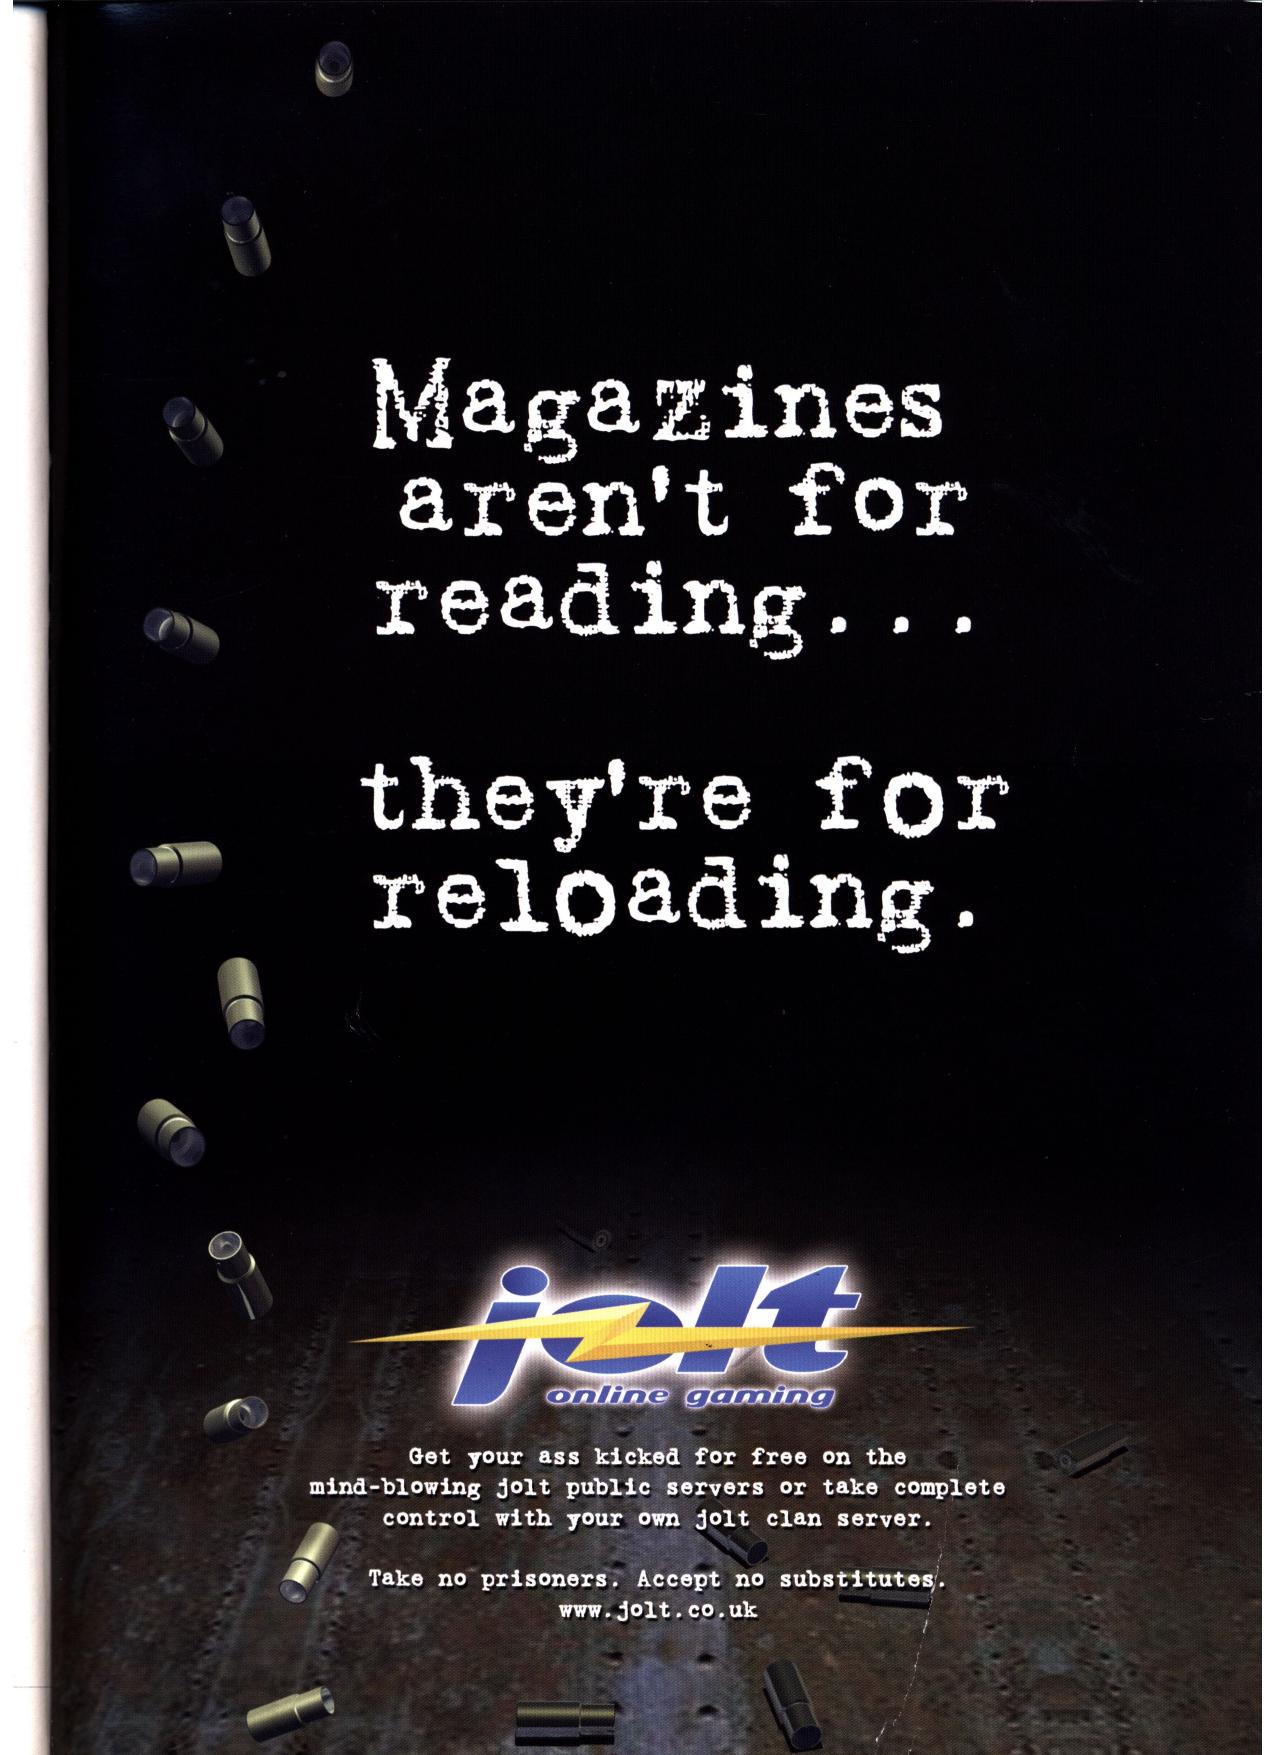 Magazines
aren't for
reading...
they're for
reloading.
jolt
online gaming
Get your ass kicked for free on the
mind-blowing jolt public servers or take complete
control with your own jolt clan server.
Take no prisoners. Accept no substitutes.
www.jolt.co.uk